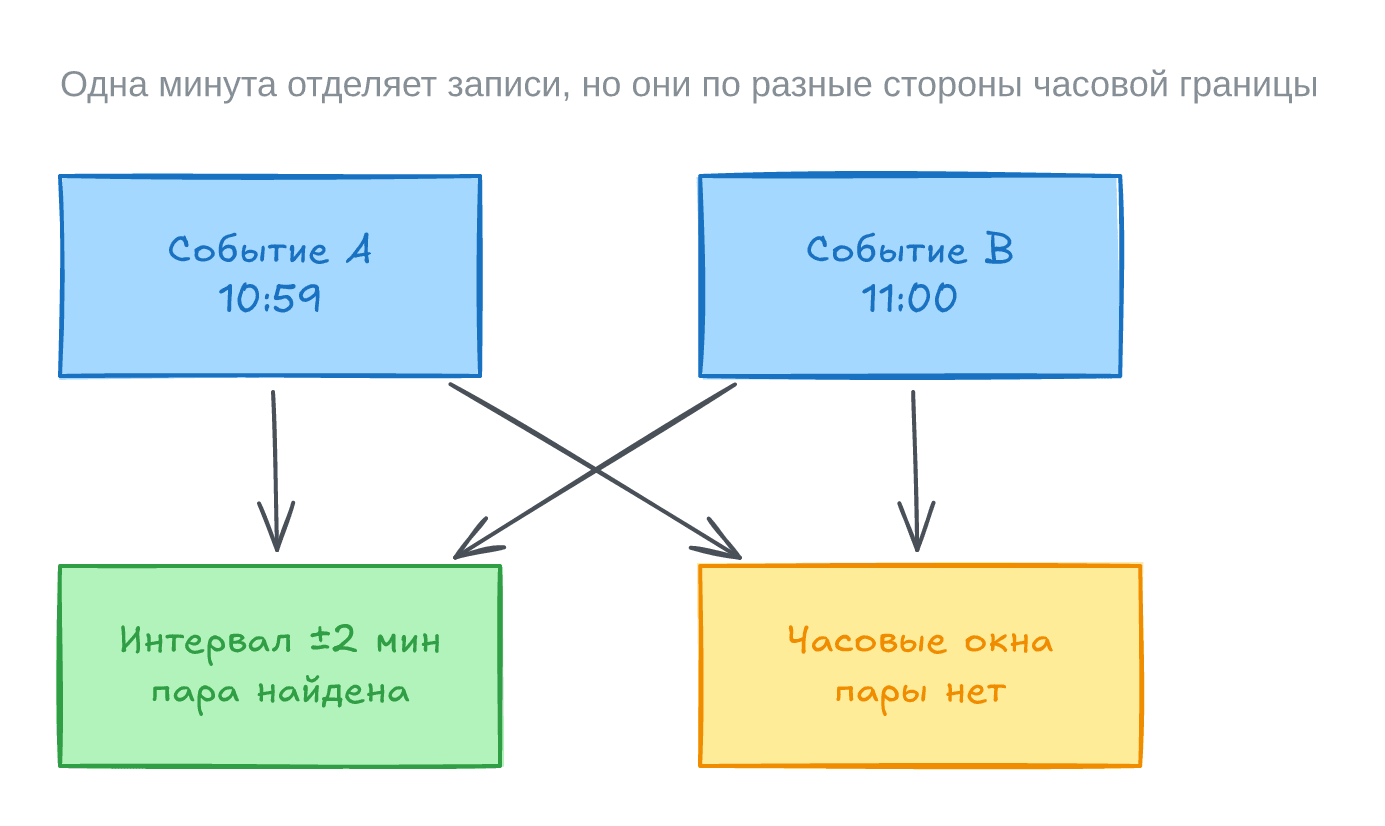 Одна минута отделяет записи, но они по разные стороны часовой границы
Событие A
10:59
Событие B
11:00
Интервал ±2 мин
пара найдена
Часовые окна
пары нет